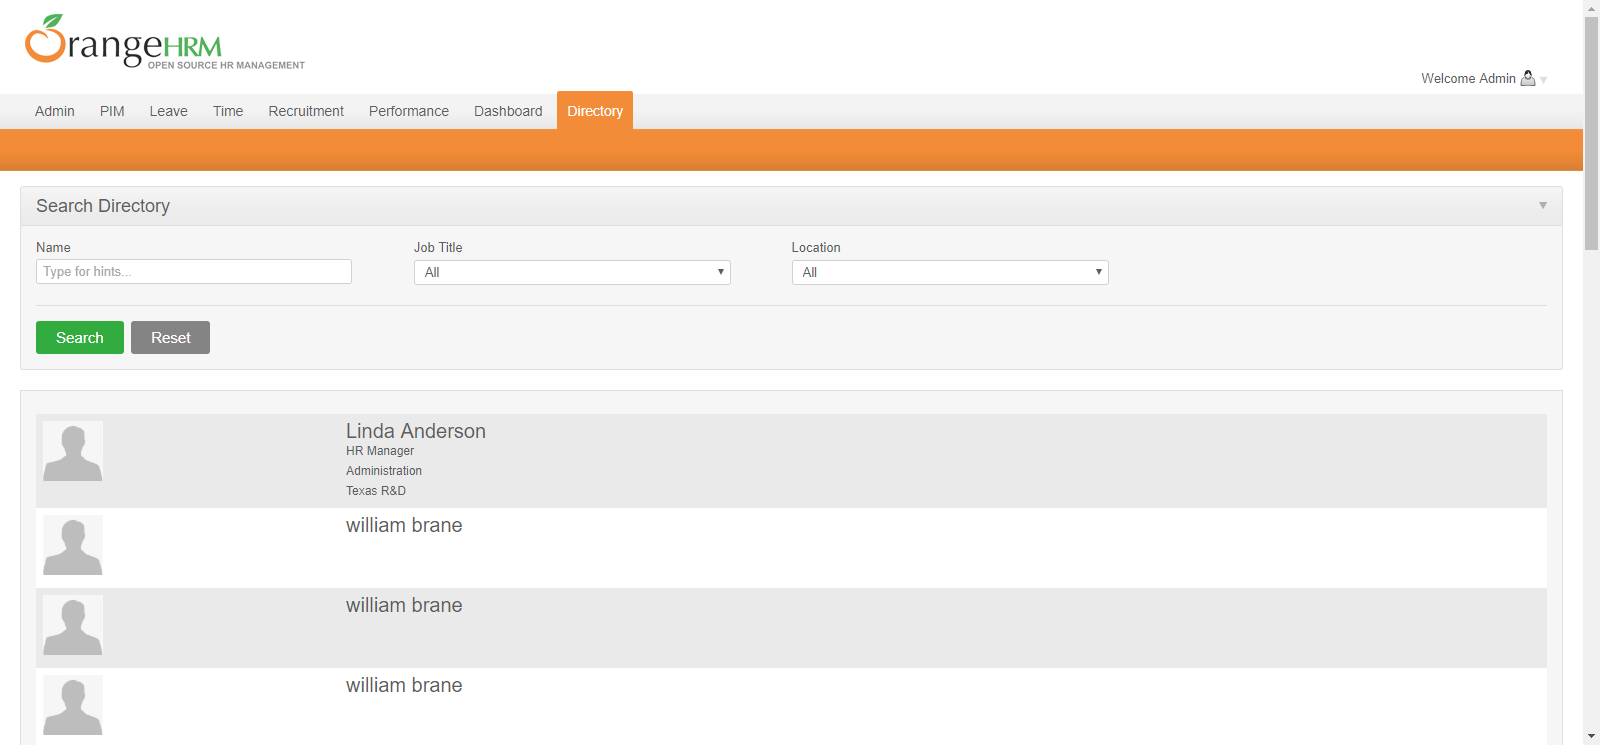 OrangeHRM
OPEN SOURCE HR MANAGEMENT
Welcome Admin
Admin PIM Leave Time Recruitment Performance Dashboard Directory
Search Directory
Name Job Title Location
Type for hints... All All
Search Reset
Linda Anderson
HR Manager
Administration
Texas R&D
william brane
william brane
william brane